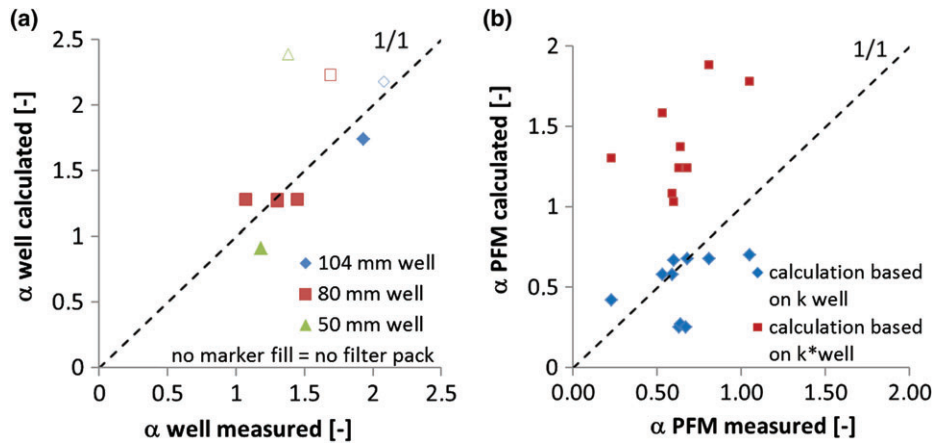 (a)
2.5
2
1.5
1
0.5
0
0
0.5
1
1.5
2
2.5
α well calculated [-]
α well measured [-]
1/1
104 mm well
80 mm well
50 mm well
no marker fill = no filter pack
(b)
2
1.5
1
0.5
0
0.00
0.50
1.00
1.50
2.00
α PFM calculated [-]
α PFM measured [-]
1/1
calculation based
on k well
calculation based
on k*well